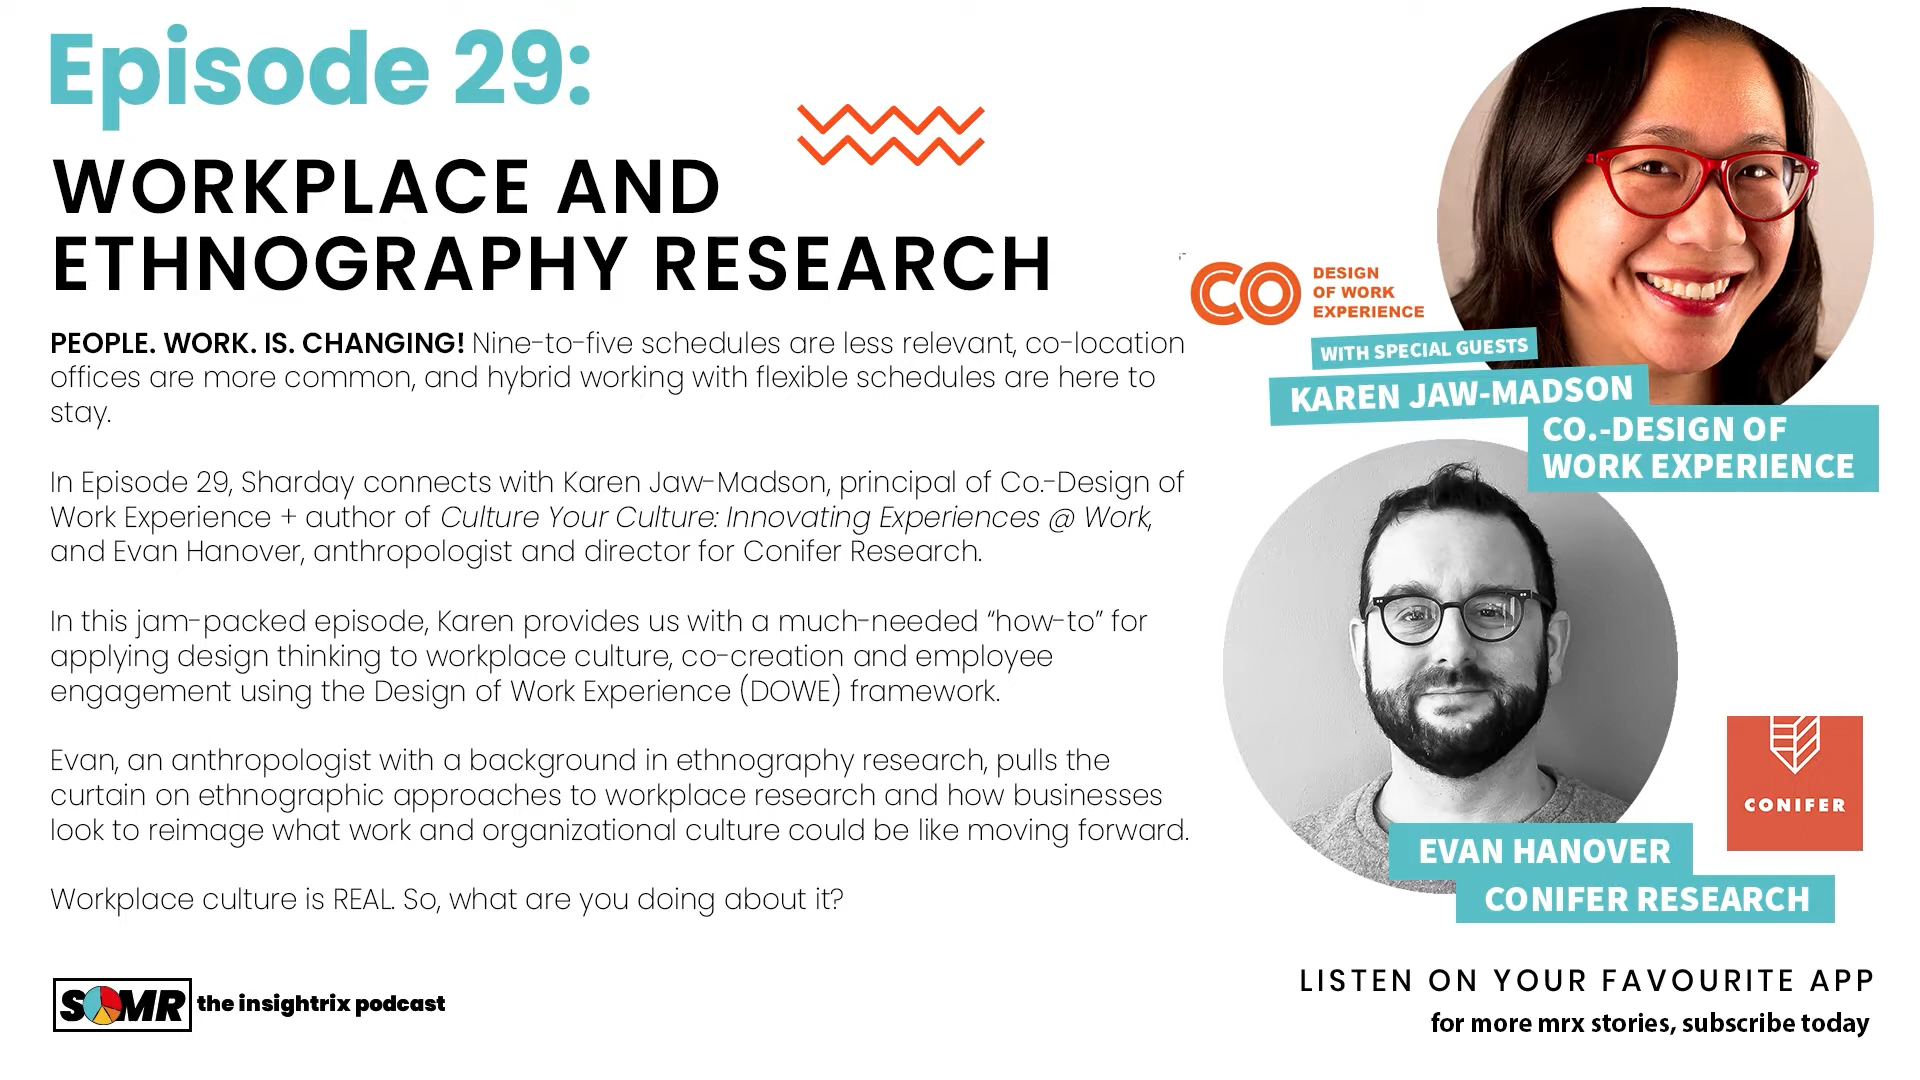 Episode 29:
WORKPLACE AND
ETHNOGRAPHY RESEARCH
PEOPLE. WORK. IS. CHANGING! Nine-to-five schedules are less relevant, co-location
offices are more common, and hybrid working with flexible schedules are here to
stay.
In Episode 29, Sharday connects with Karen Jaw-Madson, principal of Co.-Design of
Work Experience + author of Culture Your Culture: Innovating Experiences @ Work,
and Evan Hanover, anthropologist and director for Conifer Research.
In this jam-packed episode, Karen provides us with a much-needed “how-to” for
applying design thinking to workplace culture, co-creation and employee
engagement using the Design of Work Experience (DOWE) framework.
Evan, an anthropologist with a background in ethnography research, pulls the
curtain on ethnographic approaches to workplace research and how businesses
look to reimage what work and organizational culture could be like moving forward.
Workplace culture is REAL. So, what are you doing about it?
SOMR the insightrix podcast
CO DESIGN
OF WORK
EXPERIENCE
WITH SPECIAL GUESTS
KAREN JAW-MADSON
CO.-DESIGN OF
WORK EXPERIENCE
CONIFER
EVAN HANOVER
CONIFER RESEARCH
LISTEN ON YOUR FAVOURITE APP
for more mrx stories, subscribe today